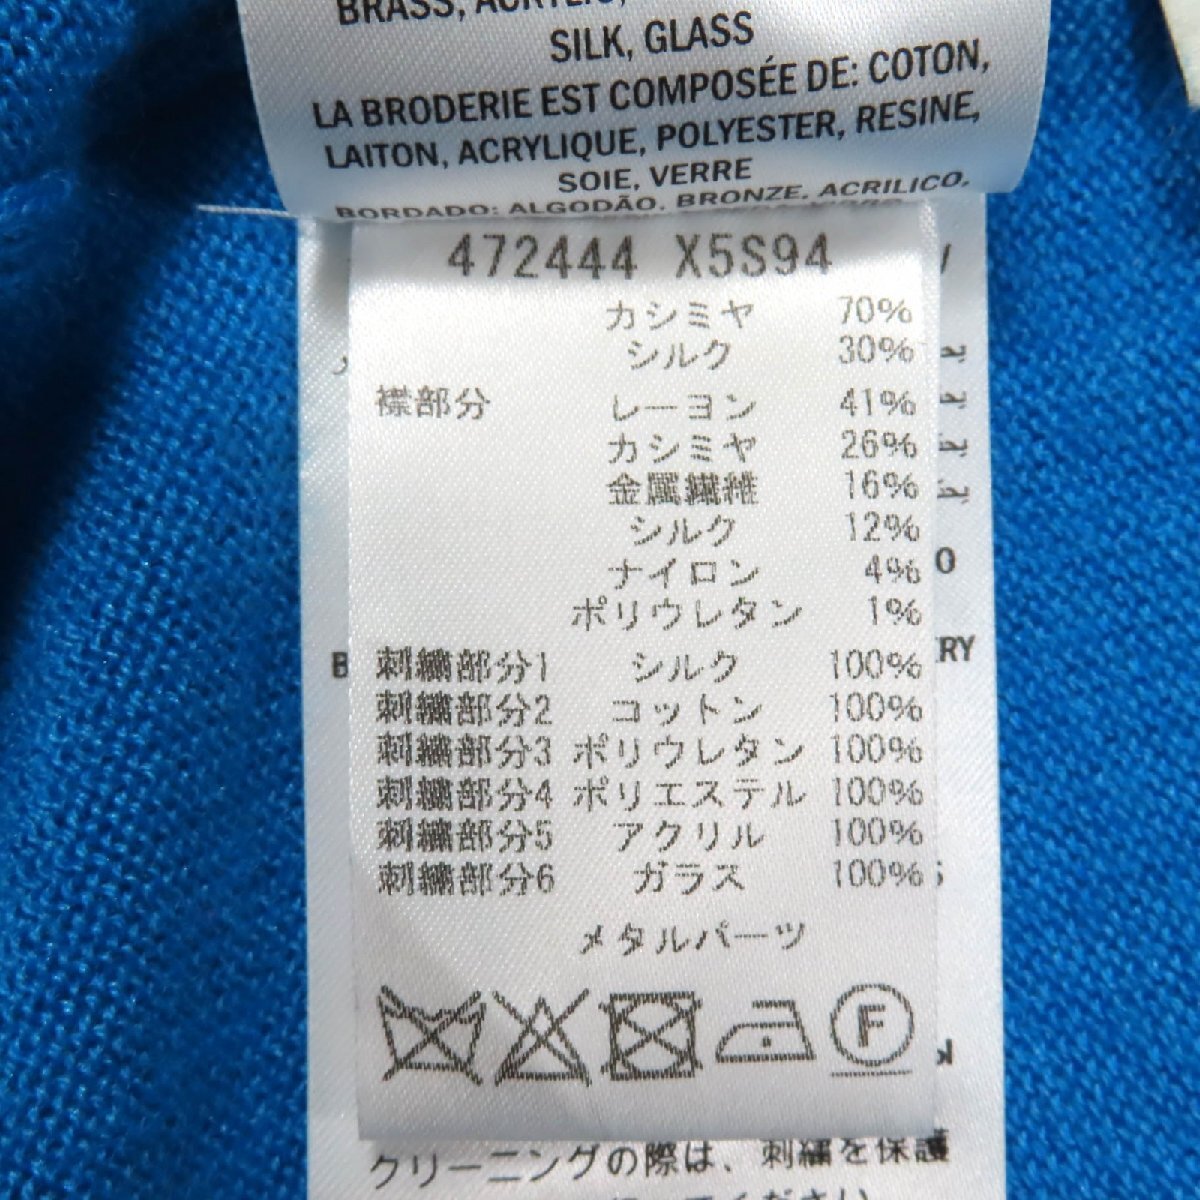 BRASS, ACRYLIC,
SILK, GLASS
LA BRODERIE EST COMPOSÉE DE: COTON,
LAITON, ACRYLIQUE, POLYESTER, RESINE,
SOIE, VERRE
BORDADO: ALGODÃO, BRONZE, ACRILICO,
472444 X5S94
カシミヤ 70%
シルク 30%
襟部分 レーヨン 41%
カシミヤ 26%
金属繊維 16%
シルク 12%
ナイロン 4%
ポリウレタン 1%
刺繍部分1 シルク 100%
刺繍部分2 コットン 100%
刺繍部分3 ポリウレタン 100%
刺繍部分4 ポリエステル 100%
刺繍部分5 アクリル 100%
刺繍部分6 ガラス 100%
メタルパーツ
F
クリーニングの際は、刺繍を保護